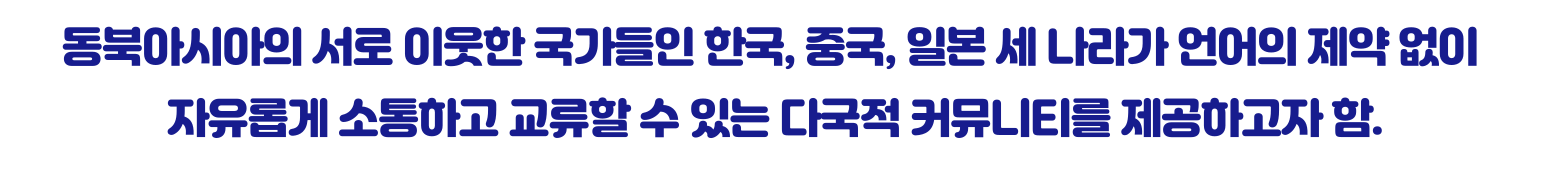 동북아시아의 서로 이웃한 국가들인 한국, 중국, 일본 세 나라가 언어의 제약 없이
자유롭게 소통하고 교류할 수 있는 다국적 커뮤니티를 제공하고자 함.